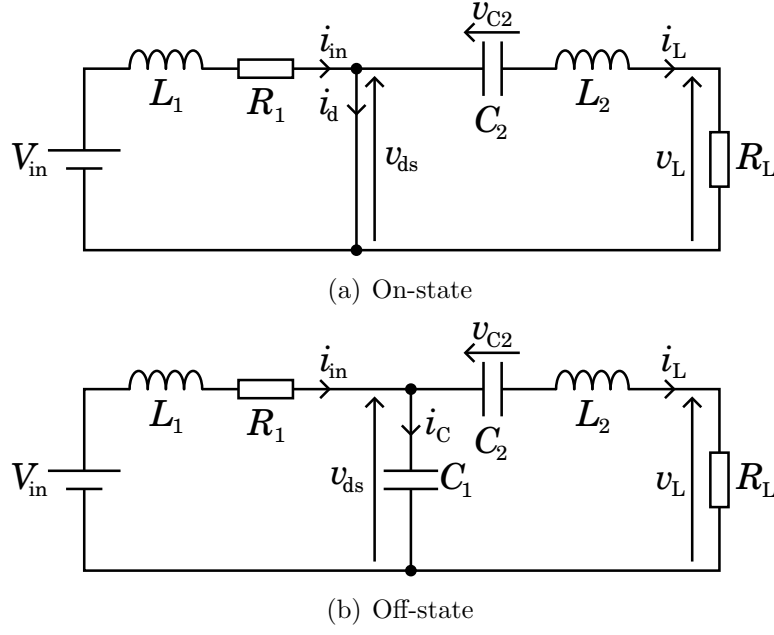 i_in v_C2 i_L
L_1 R_1 i_d C_2 L_2
V_in v_ds v_L R_L
(a) On-state
i_in v_C2 i_L
L_1 R_1 i_C C_2 L_2
V_in v_ds C_1 v_L R_L
(b) Off-state